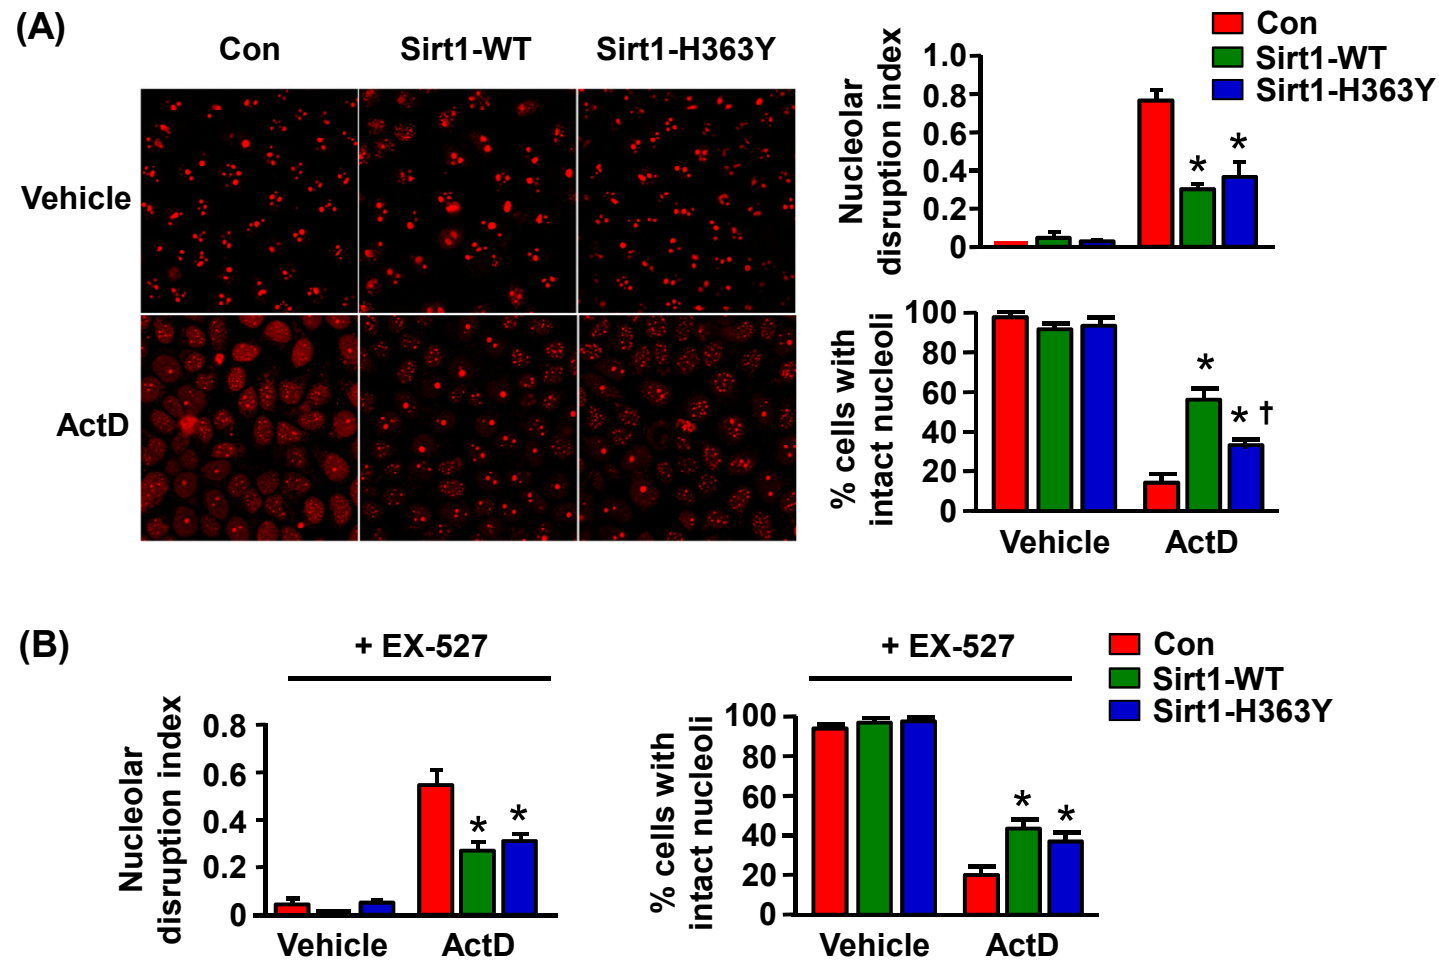 (A)
Con
Sirt1-WT
Sirt1-H363Y
Vehicle
ActD
Con
Sirt1-WT
Sirt1-H363Y
Nucleolar
disruption index
1.0
0.8
0.6
0.4
0.2
0
*
*
% cells with
intact nucleoli
100
80
60
40
20
0
*
* †
Vehicle
ActD
(B)
+ EX-527
Nucleolar
disruption index
0.8
0.6
0.4
0.2
0
*
*
Vehicle
ActD
+ EX-527
% cells with
intact nucleoli
100
80
60
40
20
0
*
*
Vehicle
ActD
Con
Sirt1-WT
Sirt1-H363Y